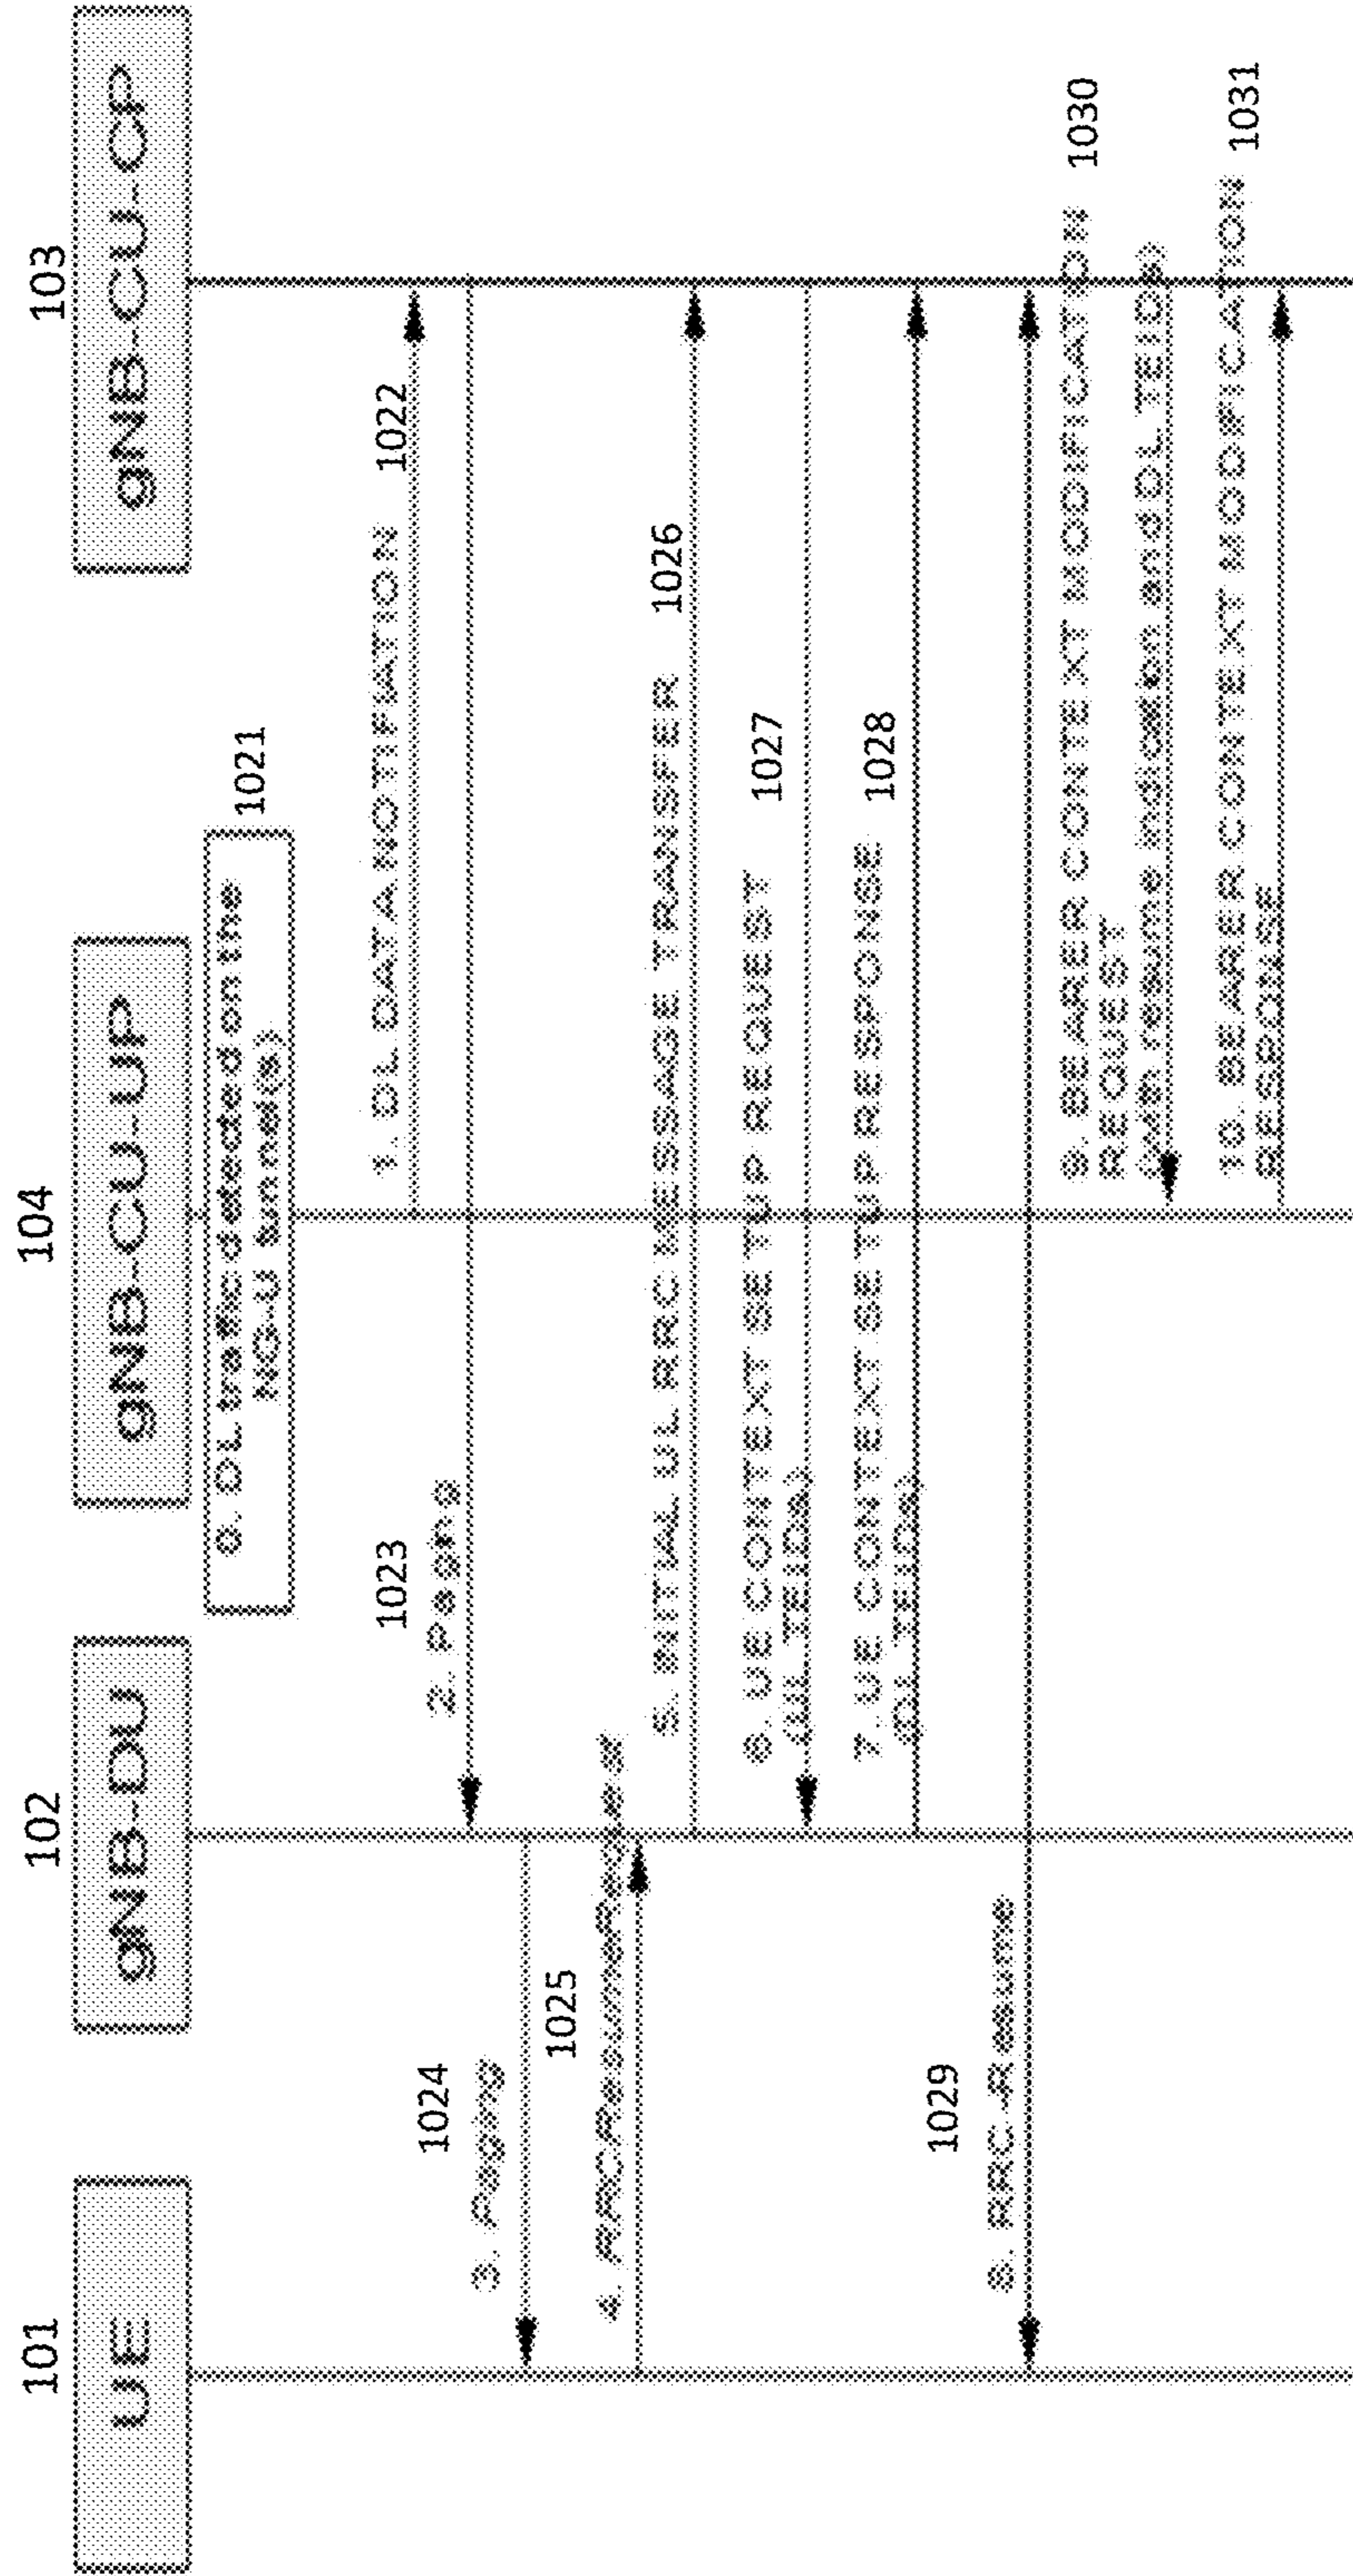 101
102
104
103
UE
gNB-DU
gNB-CU-UP
gNB-CU-CP
0. DL traffic detected on the
NG-U tunnel(s)
1021
1. DL DATA NOTIFIATION 1022
1023
2. Paging
1024
3. Paging
1025
4. RRCResumeRequest
5. INITIAL UL RRC MESSAGE TRANSFER 1026
6. UE CONTEXT SETUP REQUEST 1027
(UL TEIDs)
7. UE CONTEXT SETUP RESPONSE 1028
(DL TEIDs)
1029
8. RRC-Resume
9. BEARER CONTEXT MODIFICATION 1030
REQUEST
(with resume indication and DL TEIDs)
10. BEARER CONTEXT MODIFICATION 1031
RESPONSE